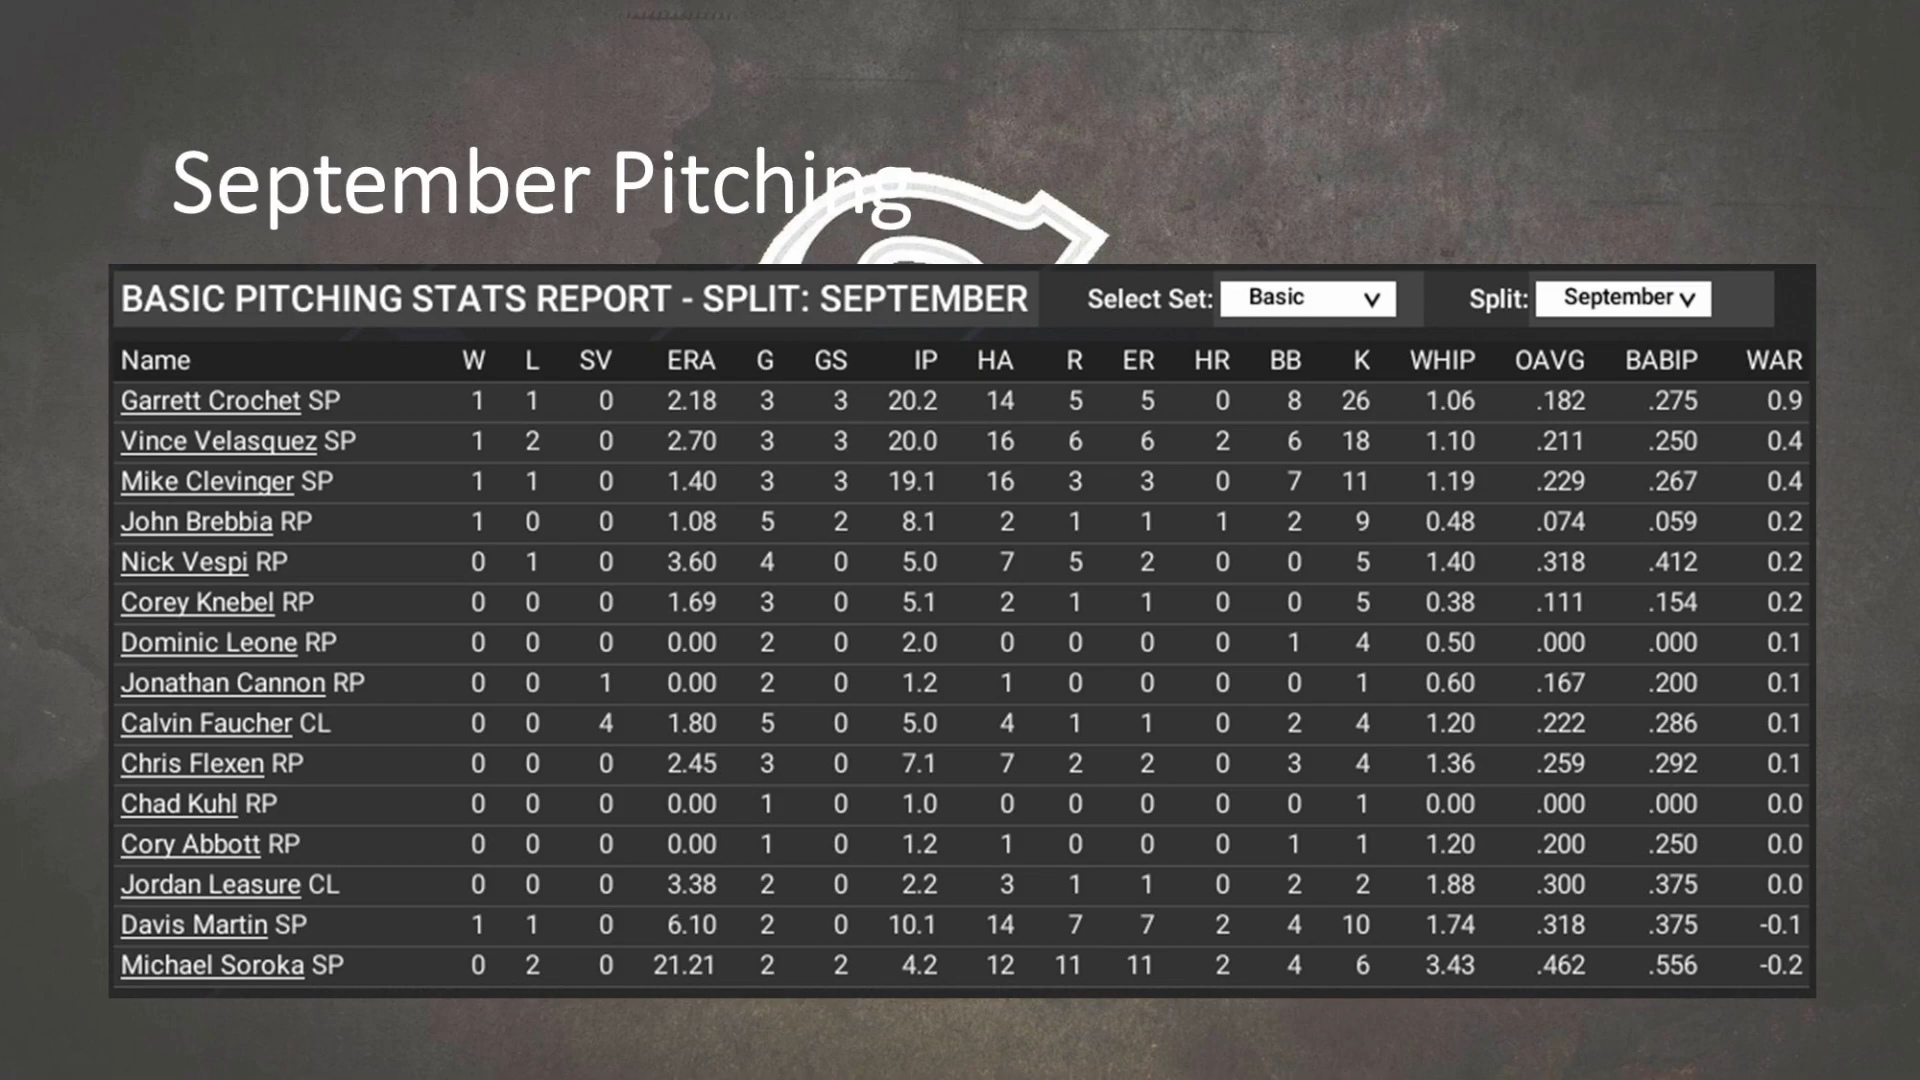 September Pitching
BASIC PITCHING STATS REPORT - SPLIT: SEPTEMBER Select Set: Basic Split: September
Name W L SV ERA G GS IP HA R ER HR BB K WHIP OAVG BABIP WAR
Garrett Crochet SP 1 1 0 2.18 3 3 20.2 14 5 5 0 8 26 1.06 .182 .275 0.9
Vince Velasquez SP 1 2 0 2.70 3 3 20.0 16 6 6 2 6 18 1.10 .211 .250 0.4
Mike Clevinger SP 1 1 0 1.40 3 3 19.1 16 3 3 0 7 11 1.19 .229 .267 0.4
John Brebbia RP 1 0 0 1.08 5 2 8.1 2 1 1 1 2 9 0.48 .074 .059 0.2
Nick Vespi RP 0 1 0 3.60 4 0 5.0 7 5 2 0 0 5 1.40 .318 .412 0.2
Corey Knebel RP 0 0 0 1.69 3 0 5.1 2 1 1 0 0 5 0.38 .111 .154 0.2
Dominic Leone RP 0 0 0 0.00 2 0 2.0 0 0 0 0 1 4 0.50 .000 .000 0.1
Jonathan Cannon RP 0 0 1 0.00 2 0 1.2 1 0 0 0 0 1 0.60 .167 .200 0.1
Calvin Faucher CL 0 0 4 1.80 5 0 5.0 4 1 1 0 2 4 1.20 .222 .286 0.1
Chris Flexen RP 0 0 0 2.45 3 0 7.1 7 2 2 0 3 4 1.36 .259 .292 0.1
Chad Kuhl RP 0 0 0 0.00 1 0 1.0 0 0 0 0 0 1 0.00 .000 .000 0.0
Cory Abbott RP 0 0 0 0.00 1 0 1.2 1 0 0 0 1 1 1.20 .200 .250 0.0
Jordan Leasure CL 0 0 0 3.38 2 0 2.2 3 1 1 0 2 2 1.88 .300 .375 0.0
Davis Martin SP 1 1 0 6.10 2 0 10.1 14 7 7 2 4 10 1.74 .318 .375 -0.1
Michael Soroka SP 0 2 0 21.21 2 2 4.2 12 11 11 2 4 6 3.43 .462 .556 -0.2